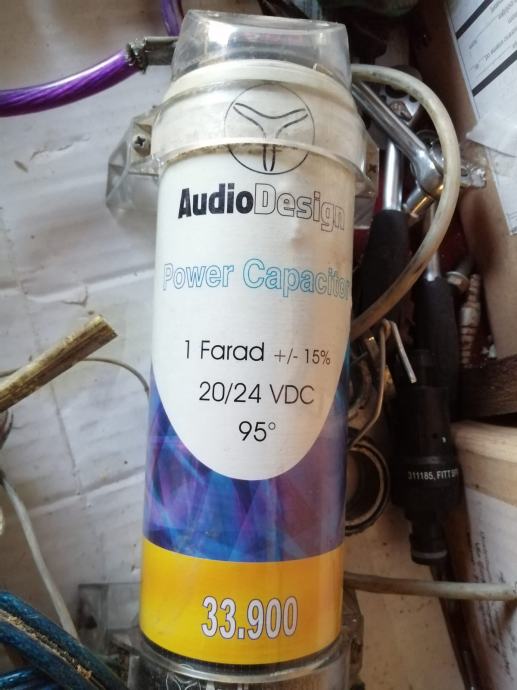 AudioDesign
Power Capacitor
1 Farad +/- 15%
20/24 VDC
95°
33.900
311185, FITT